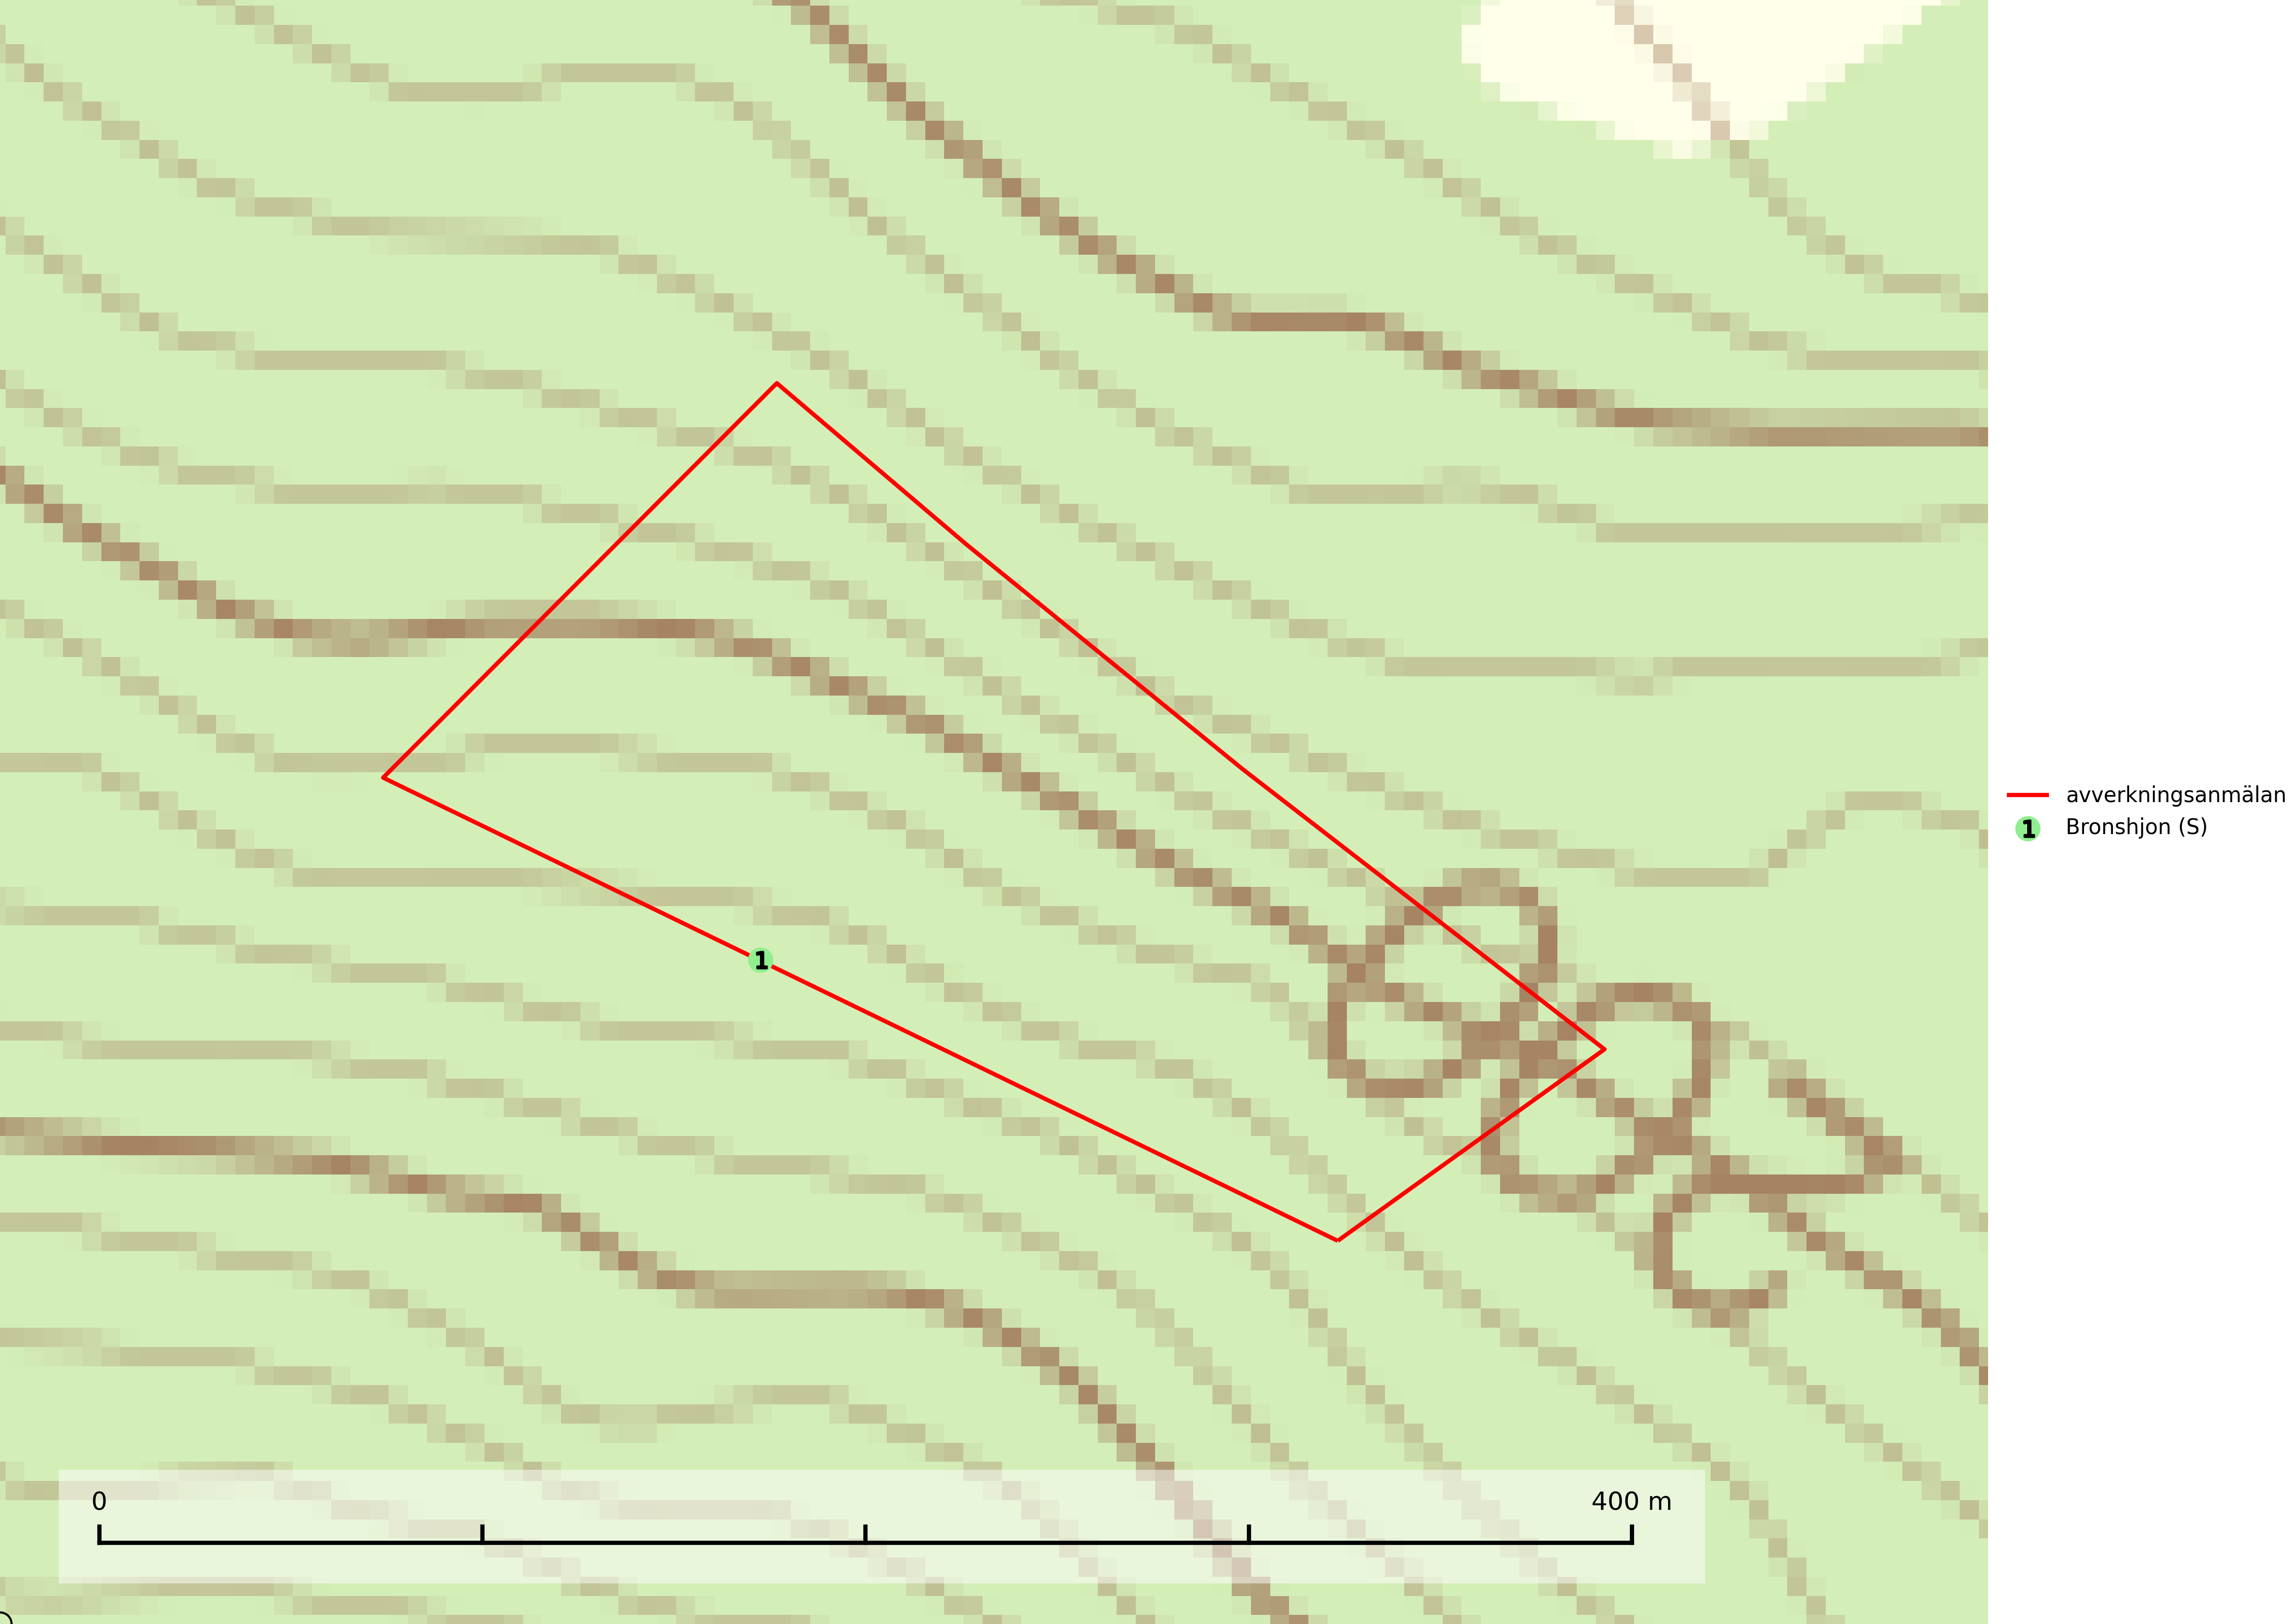 avverkningsanmälan
1 Bronshjon (S)
1
0 400 m